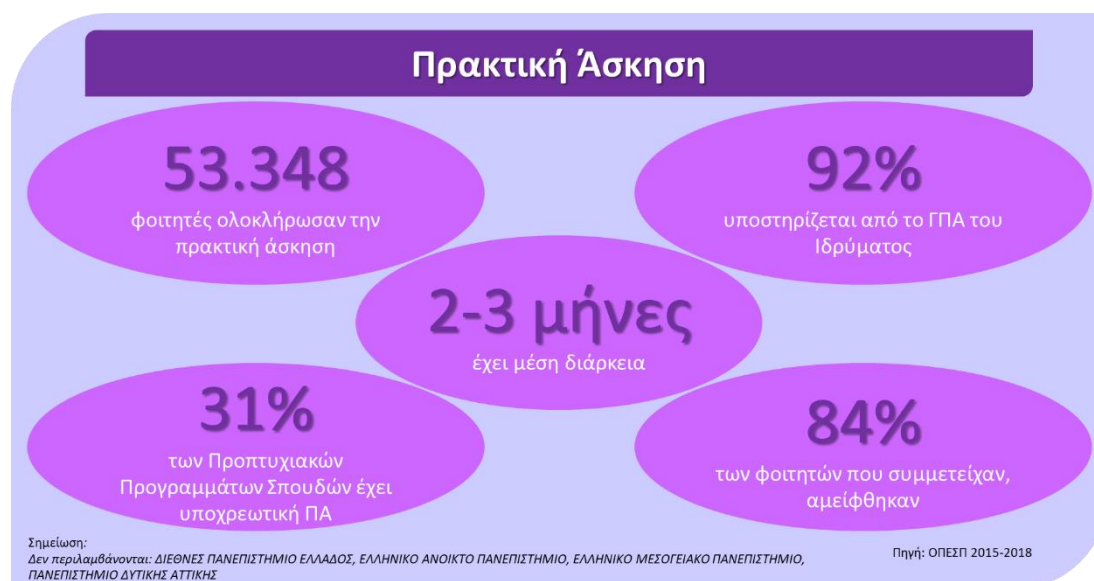 Πρακτική Άσκηση
53.348
φοιτητές ολοκλήρωσαν την
πρακτική άσκηση
92%
υποστηρίζεται από το ΓΠΑ του
Ιδρύματος
2-3 μήνες
έχει μέση διάρκεια
31%
των Προπτυχιακών
Προγραμμάτων Σπουδών έχει
υποχρεωτική ΠΑ
84%
των φοιτητών που συμμετείχαν,
αμείφθηκαν
Σημείωση:
Δεν περιλαμβάνονται: ΔΙΕΘΝΕΣ ΠΑΝΕΠΙΣΤΗΜΙΟ ΕΛΛΑΔΟΣ, ΕΛΛΗΝΙΚΟ ΑΝΟΙΚΤΟ ΠΑΝΕΠΙΣΤΗΜΙΟ, ΕΛΛΗΝΙΚΟ ΜΕΣΟΓΕΙΑΚΟ ΠΑΝΕΠΙΣΤΗΜΙΟ,
ΠΑΝΕΠΙΣΤΗΜΙΟ ΔΥΤΙΚΗΣ ΑΤΤΙΚΗΣ
Πηγή: ΟΠΕΣΠ 2015-2018